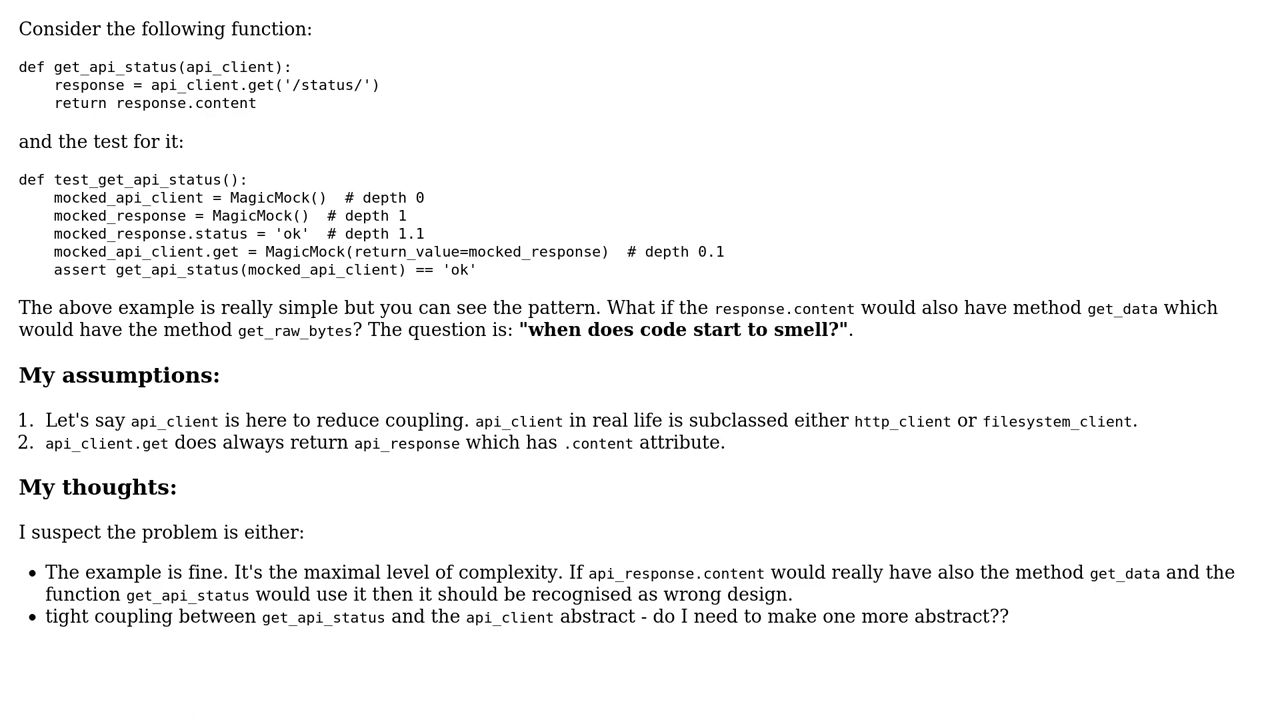 Consider the following function:
def get_api_status(api_client):
    response = api_client.get('/status/')
    return response.content
and the test for it:
def test_get_api_status():
    mocked_api_client = MagicMock()  # depth 0
    mocked_response = MagicMock()  # depth 1
    mocked_response.status = 'ok'  # depth 1.1
    mocked_api_client.get = MagicMock(return_value=mocked_response)  # depth 0.1
    assert get_api_status(mocked_api_client) == 'ok'
The above example is really simple but you can see the pattern. What if the response.content would also have method get_data which
would have the method get_raw_bytes? The question is: "when does code start to smell?".
My assumptions:
1. Let's say api_client is here to reduce coupling. api_client in real life is subclassed either http_client or filesystem_client.
2. api_client.get does always return api_response which has .content attribute.
My thoughts:
I suspect the problem is either:
• The example is fine. It's the maximal level of complexity. If api_response.content would really have also the method get_data and the
function get_api_status would use it then it should be recognised as wrong design.
• tight coupling between get_api_status and the api_client abstract - do I need to make one more abstract??